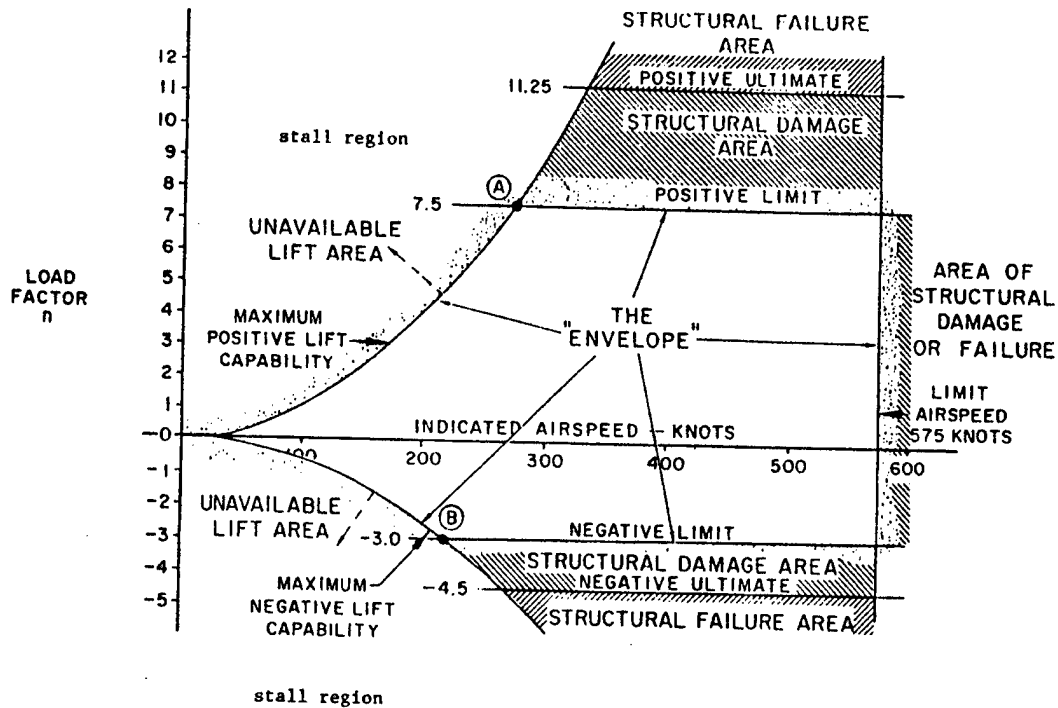 STRUCTURAL FAILURE
AREA
12
11
10
9
8
7
6
5
4
3
2
1
0
-1
-2
-3
-4
-5
11.25
POSITIVE ULTIMATE
STRUCTURAL DAMAGE
AREA
stall region
A
7.5
POSITIVE LIMIT
UNAVAILABLE
LIFT AREA
LOAD
FACTOR
n
MAXIMUM
POSITIVE LIFT
CAPABILITY
THE
"ENVELOPE"
AREA OF
STRUCTURAL
DAMAGE
OR FAILURE
LIMIT
AIRSPEED
575 KNOTS
INDICATED AIRSPEED - KNOTS
100
200
300
400
500
600
UNAVAILABLE
LIFT AREA
B
-3.0
NEGATIVE LIMIT
STRUCTURAL DAMAGE AREA
MAXIMUM
NEGATIVE LIFT
CAPABILITY
-4.5
NEGATIVE ULTIMATE
STRUCTURAL FAILURE AREA
stall region